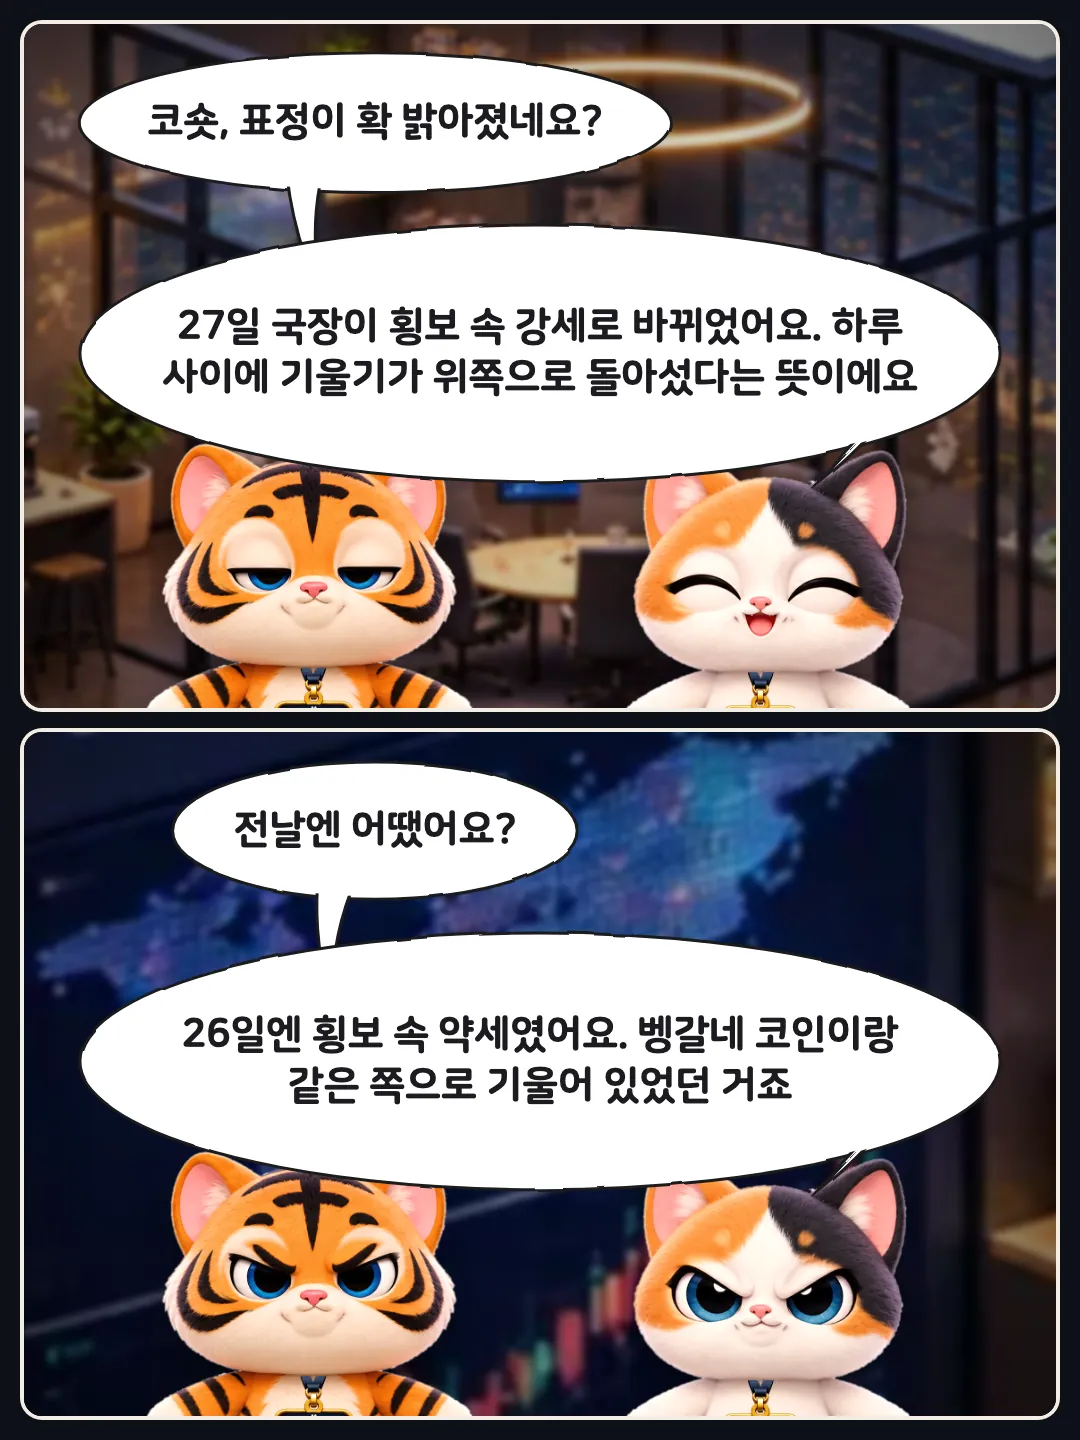 코숏, 표정이 확 밝아졌네요?
27일 국장이 횡보 속 강세로 바뀌었어요. 하루
사이에 기울기가 위쪽으로 돌아섰다는 뜻이에요
전날엔 어땠어요?
26일엔 횡보 속 약세였어요. 벵갈네 코인이랑
같은 쪽으로 기울어 있었던 거죠